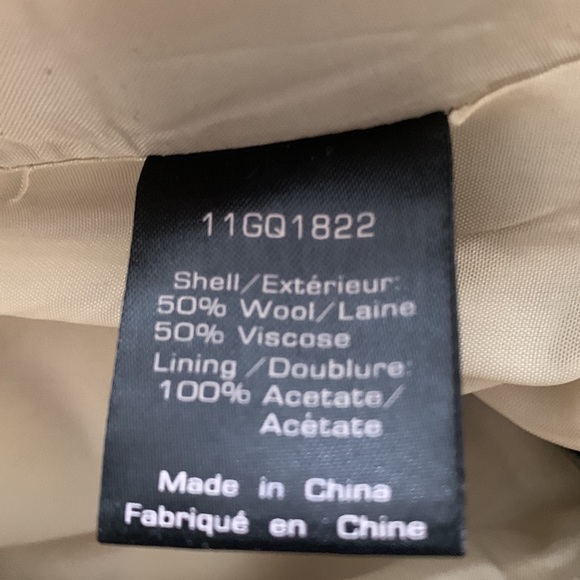 11GQ1822
Shell/Extérieur:
50% Wool/Laine
50% Viscose
Lining /Doublure:
100% Acetate/
Acétate
Made in China
Fabriqué en Chine